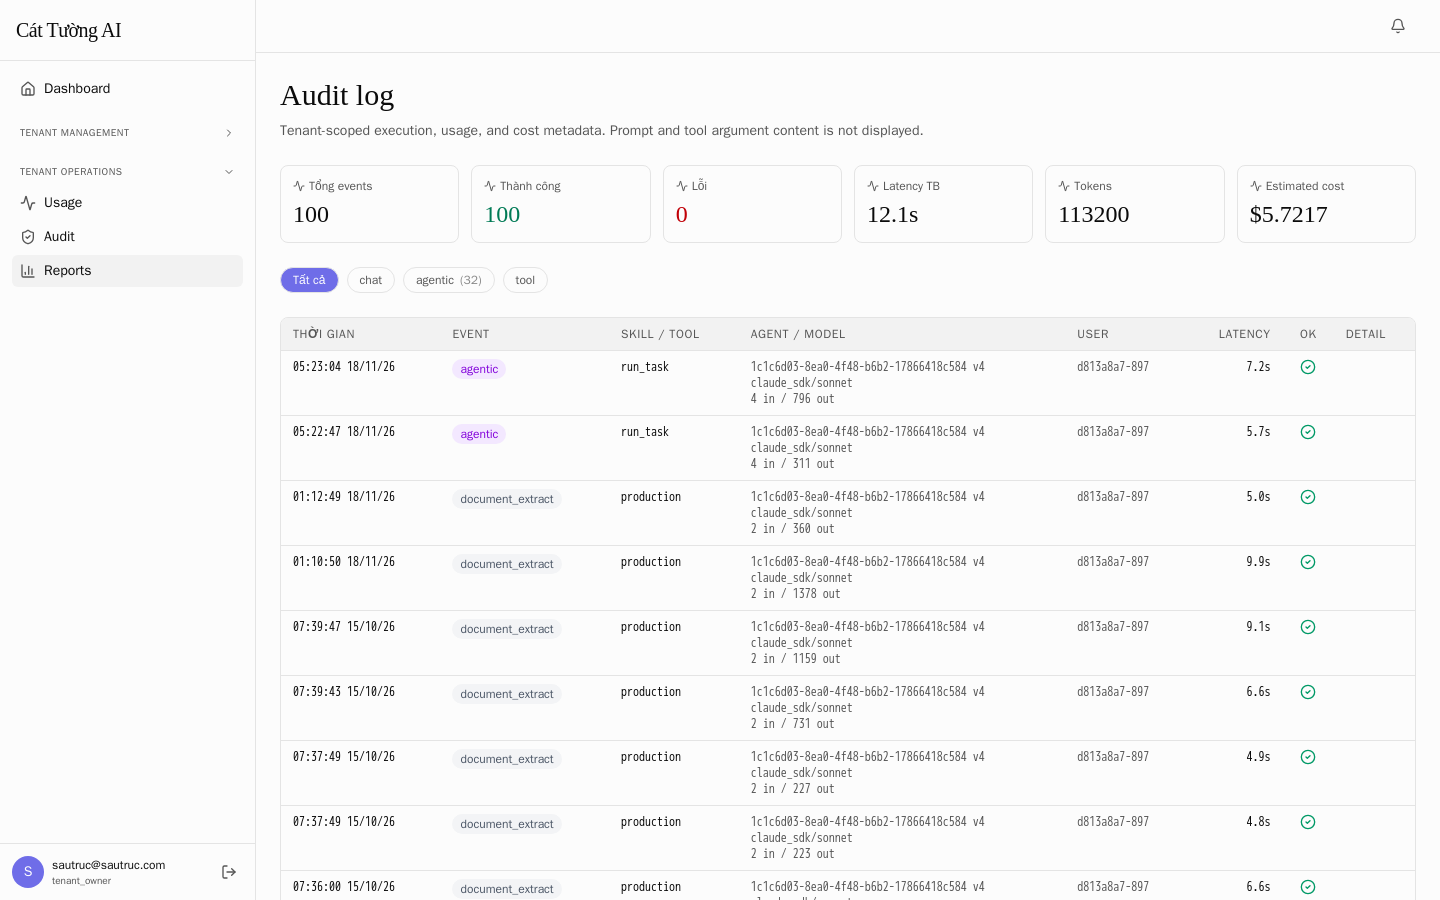 Cát Tường AI
Dashboard
TENANT MANAGEMENT
TENANT OPERATIONS
Usage
Audit
Reports
S
sautruc@sautruc.com
tenant_owner
Audit log
Tenant-scoped execution, usage, and cost metadata. Prompt and tool argument content is not displayed.
Tổng events
100
Thành công
100
Lỗi
0
Latency TB
12.1s
Tokens
113200
Estimated cost
$5.7217
Tất cả chat agentic (32) tool
THỜI GIAN EVENT SKILL / TOOL AGENT / MODEL USER LATENCY OK DETAIL
05:23:04 18/11/26 agentic run_task 1c1c6d03-8ea0-4f48-b6b2-17866418c584 v4 d813a8a7-897 7.2s
claude_sdk/sonnet
4 in / 796 out
05:22:47 18/11/26 agentic run_task 1c1c6d03-8ea0-4f48-b6b2-17866418c584 v4 d813a8a7-897 5.7s
claude_sdk/sonnet
4 in / 311 out
01:12:49 18/11/26 document_extract production 1c1c6d03-8ea0-4f48-b6b2-17866418c584 v4 d813a8a7-897 5.0s
claude_sdk/sonnet
2 in / 360 out
01:10:50 18/11/26 document_extract production 1c1c6d03-8ea0-4f48-b6b2-17866418c584 v4 d813a8a7-897 9.9s
claude_sdk/sonnet
2 in / 1378 out
07:39:47 15/10/26 document_extract production 1c1c6d03-8ea0-4f48-b6b2-17866418c584 v4 d813a8a7-897 9.1s
claude_sdk/sonnet
2 in / 1159 out
07:39:43 15/10/26 document_extract production 1c1c6d03-8ea0-4f48-b6b2-17866418c584 v4 d813a8a7-897 6.6s
claude_sdk/sonnet
2 in / 731 out
07:37:49 15/10/26 document_extract production 1c1c6d03-8ea0-4f48-b6b2-17866418c584 v4 d813a8a7-897 4.9s
claude_sdk/sonnet
2 in / 227 out
07:37:49 15/10/26 document_extract production 1c1c6d03-8ea0-4f48-b6b2-17866418c584 v4 d813a8a7-897 4.8s
claude_sdk/sonnet
2 in / 223 out
07:36:00 15/10/26 document_extract production 1c1c6d03-8ea0-4f48-b6b2-17866418c584 v4 d813a8a7-897 6.6s